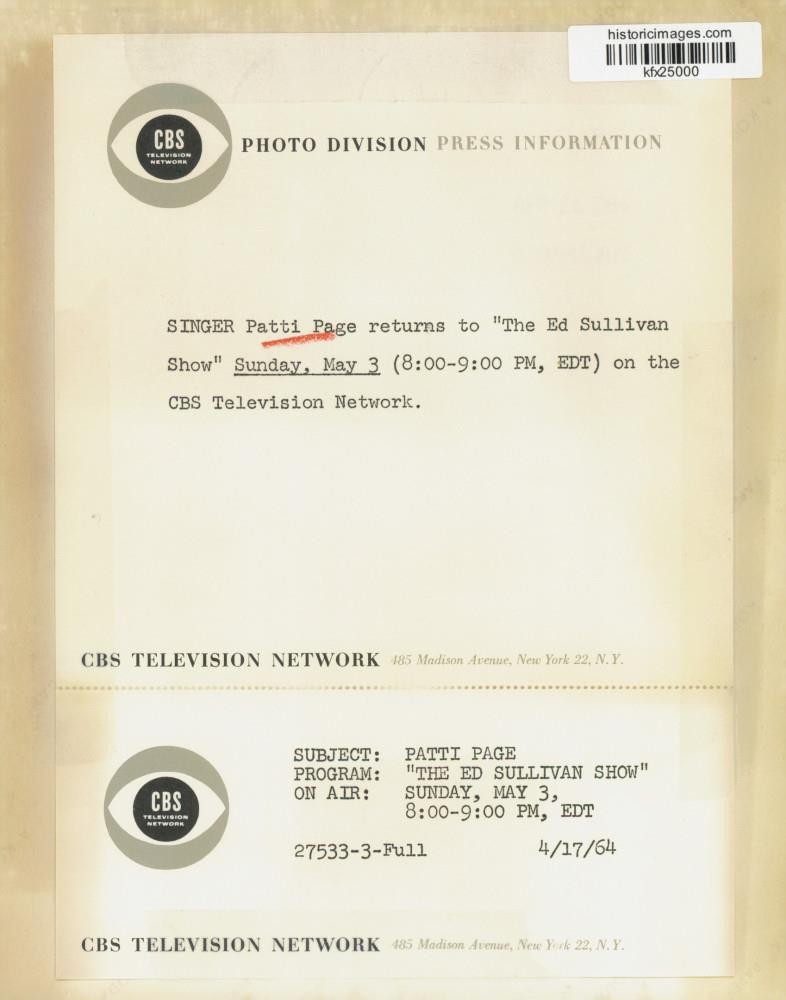 historicimages.com
kfx25000
CBS
TELEVISION
NETWORK
PHOTO DIVISION PRESS INFORMATION
SINGER Patti Page returns to "The Ed Sullivan
Show" Sunday, May 3 (8:00-9:00 PM, EDT) on the
CBS Television Network.
CBS TELEVISION NETWORK 485 Madison Avenue, New York 22, N.Y.
CBS
TELEVISION
NETWORK
SUBJECT: PATTI PAGE
PROGRAM: "THE ED SULLIVAN SHOW"
ON AIR: SUNDAY, MAY 3,
8:00-9:00 PM, EDT
27533-3-Full 4/17/64
CBS TELEVISION NETWORK 485 Madison Avenue, New York 22, N.Y.